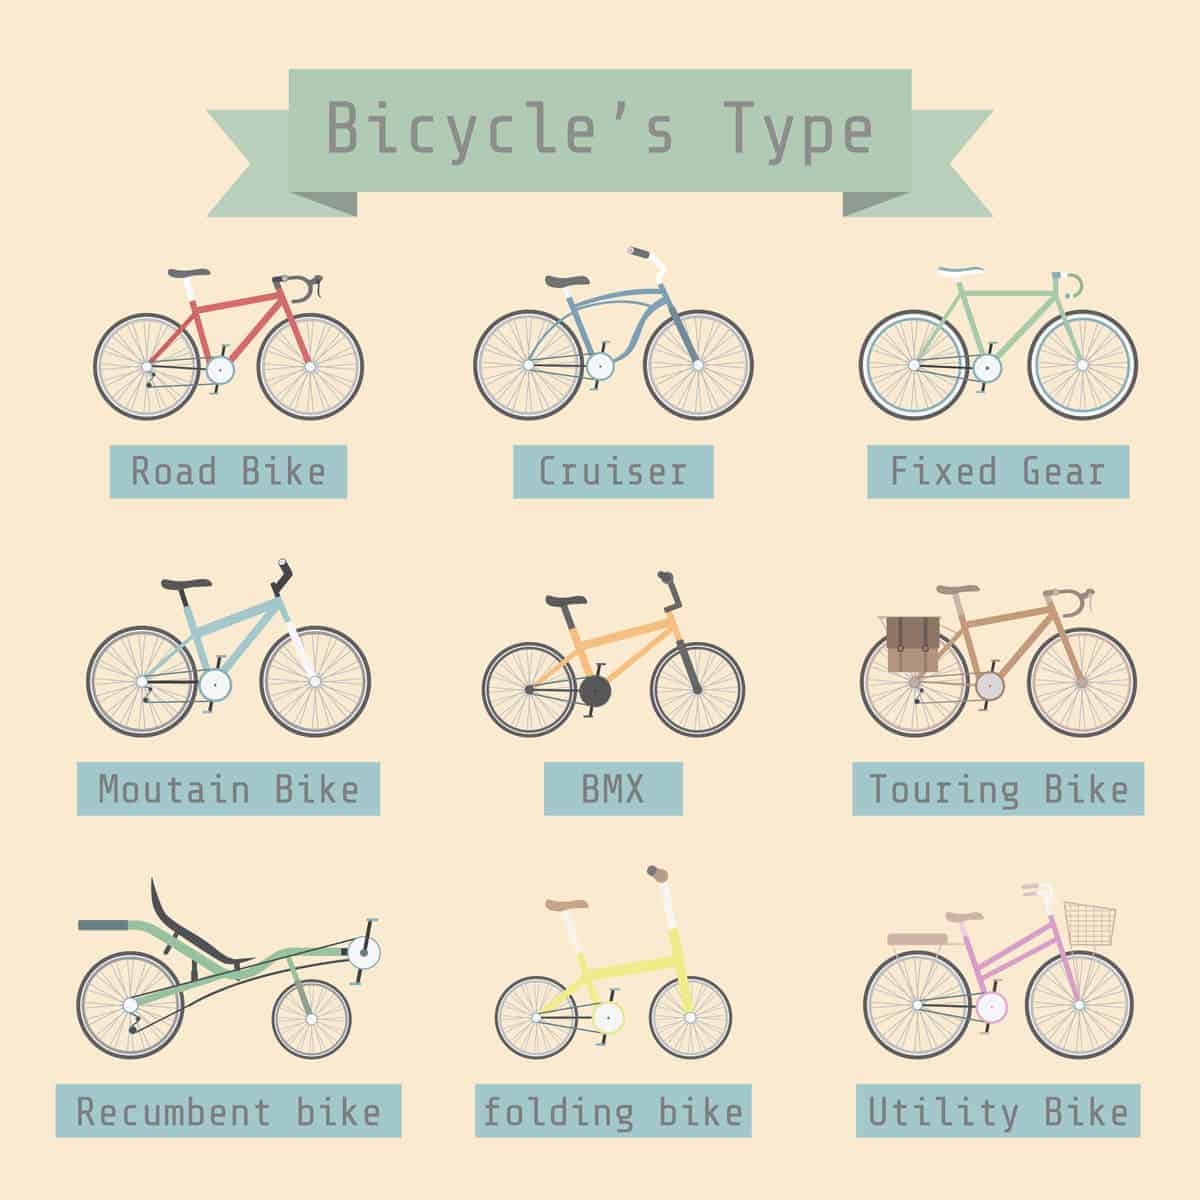 Bicycle's Type
Road Bike
Cruiser
Fixed Gear
Moutain Bike
BMX
Touring Bike
Recumbent bike
folding bike
Utility Bike